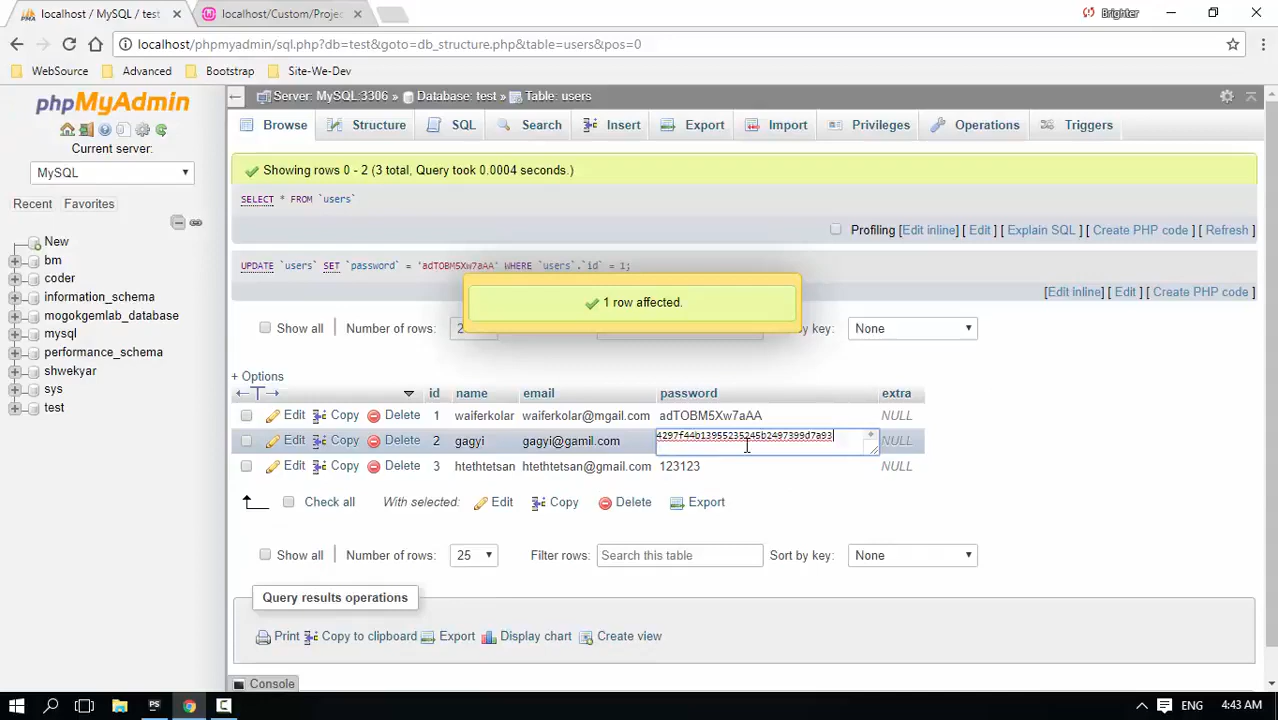 localhost / MySQL / test
localhost/Custom/Proje
Brighter
localhost/phpmyadmin/sql.php?db=test&goto=db_structure.php&table=users&pos=0
WebSource Advanced Bootstrap Site-We-Dev
phpMyAdmin
Current server:
MySQL
Recent Favorites
New
bm
coder
information_schema
mogokgemlab_database
mysql
performance_schema
shwekyar
sys
test
Server: MySQL:3306 » Database: test » Table: users
Browse Structure SQL Search Insert Export Import Privileges Operations Triggers
Showing rows 0 - 2 (3 total, Query took 0.0004 seconds.)
SELECT * FROM `users`
Profiling [Edit inline] [ Edit ] [ Explain SQL ] [ Create PHP code ] [ Refresh ]
UPDATE `users` SET `password` = 'adTOBM5Xw7aAA' WHERE `users`.`id` = 1;
1 row affected.
[Edit inline] [ Edit ] [ Create PHP code ]
Show all Number of rows: 2 by key: None
+ Options
id name email password extra
Edit Copy Delete 1 waiferkolar waiferkolar@mgail.com adTOBM5Xw7aAA NULL
Edit Copy Delete 2 gagyi gagyi@gamil.com 4297f44b13955235245b2497399d7a93 NULL
Edit Copy Delete 3 htethtetsan htethtetsan@gmail.com 123123 NULL
Check all With selected: Edit Copy Delete Export
Show all Number of rows: 25 Filter rows: Search this table Sort by key: None
Query results operations
Print Copy to clipboard Export Display chart Create view
Console
PS ENG 4:43 AM